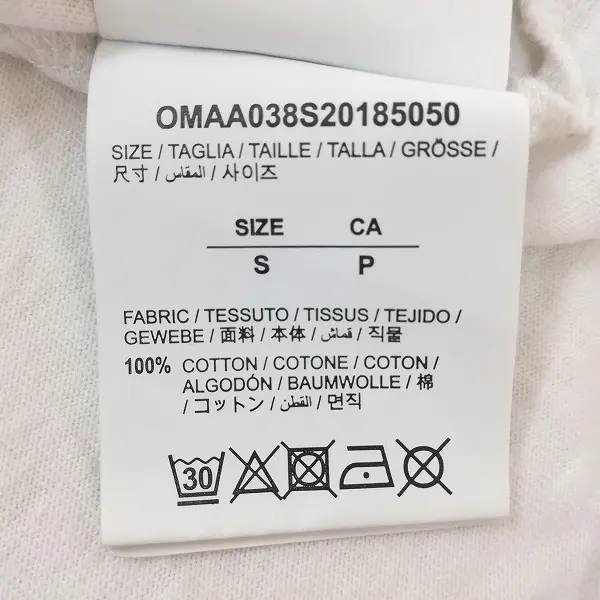 OMAA038S20185050
SIZE / TAGLIA / TAILLE / TALLA / GRÖSSE /
尺寸 / المقاس / 사이즈
SIZE CA
S P
FABRIC / TESSUTO / TISSUS / TEJIDO /
GEWEBE / 面料 / 本体 / قماش / 직물
100% COTTON / COTONE / COTON /
ALGODÓN / BAUMWOLLE / 棉
/ コットン / القطن / 면직
30